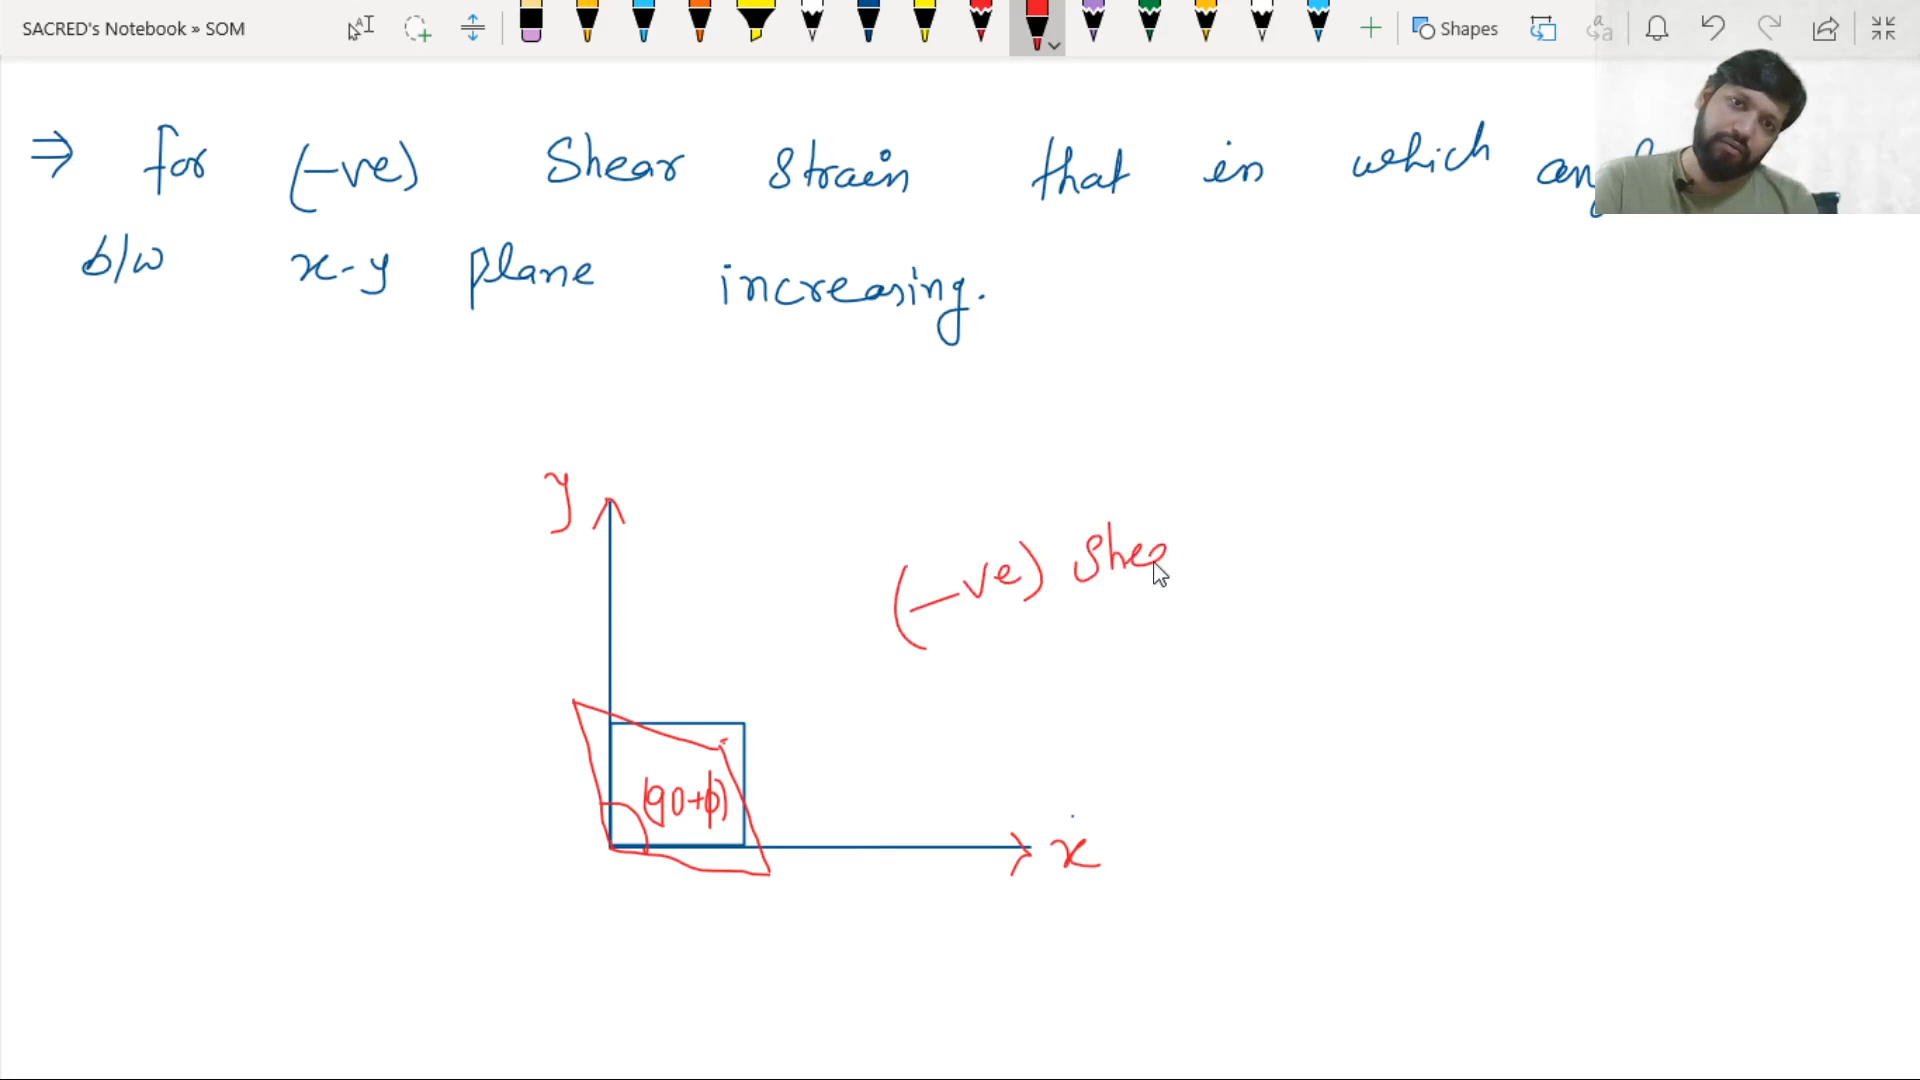 SACRED's Notebook » SOM
Shapes
⇒ for (-ve) Shear strain that in which
b/w x-y plane increasing.
y
(-ve) Shea
(90+φ)
x